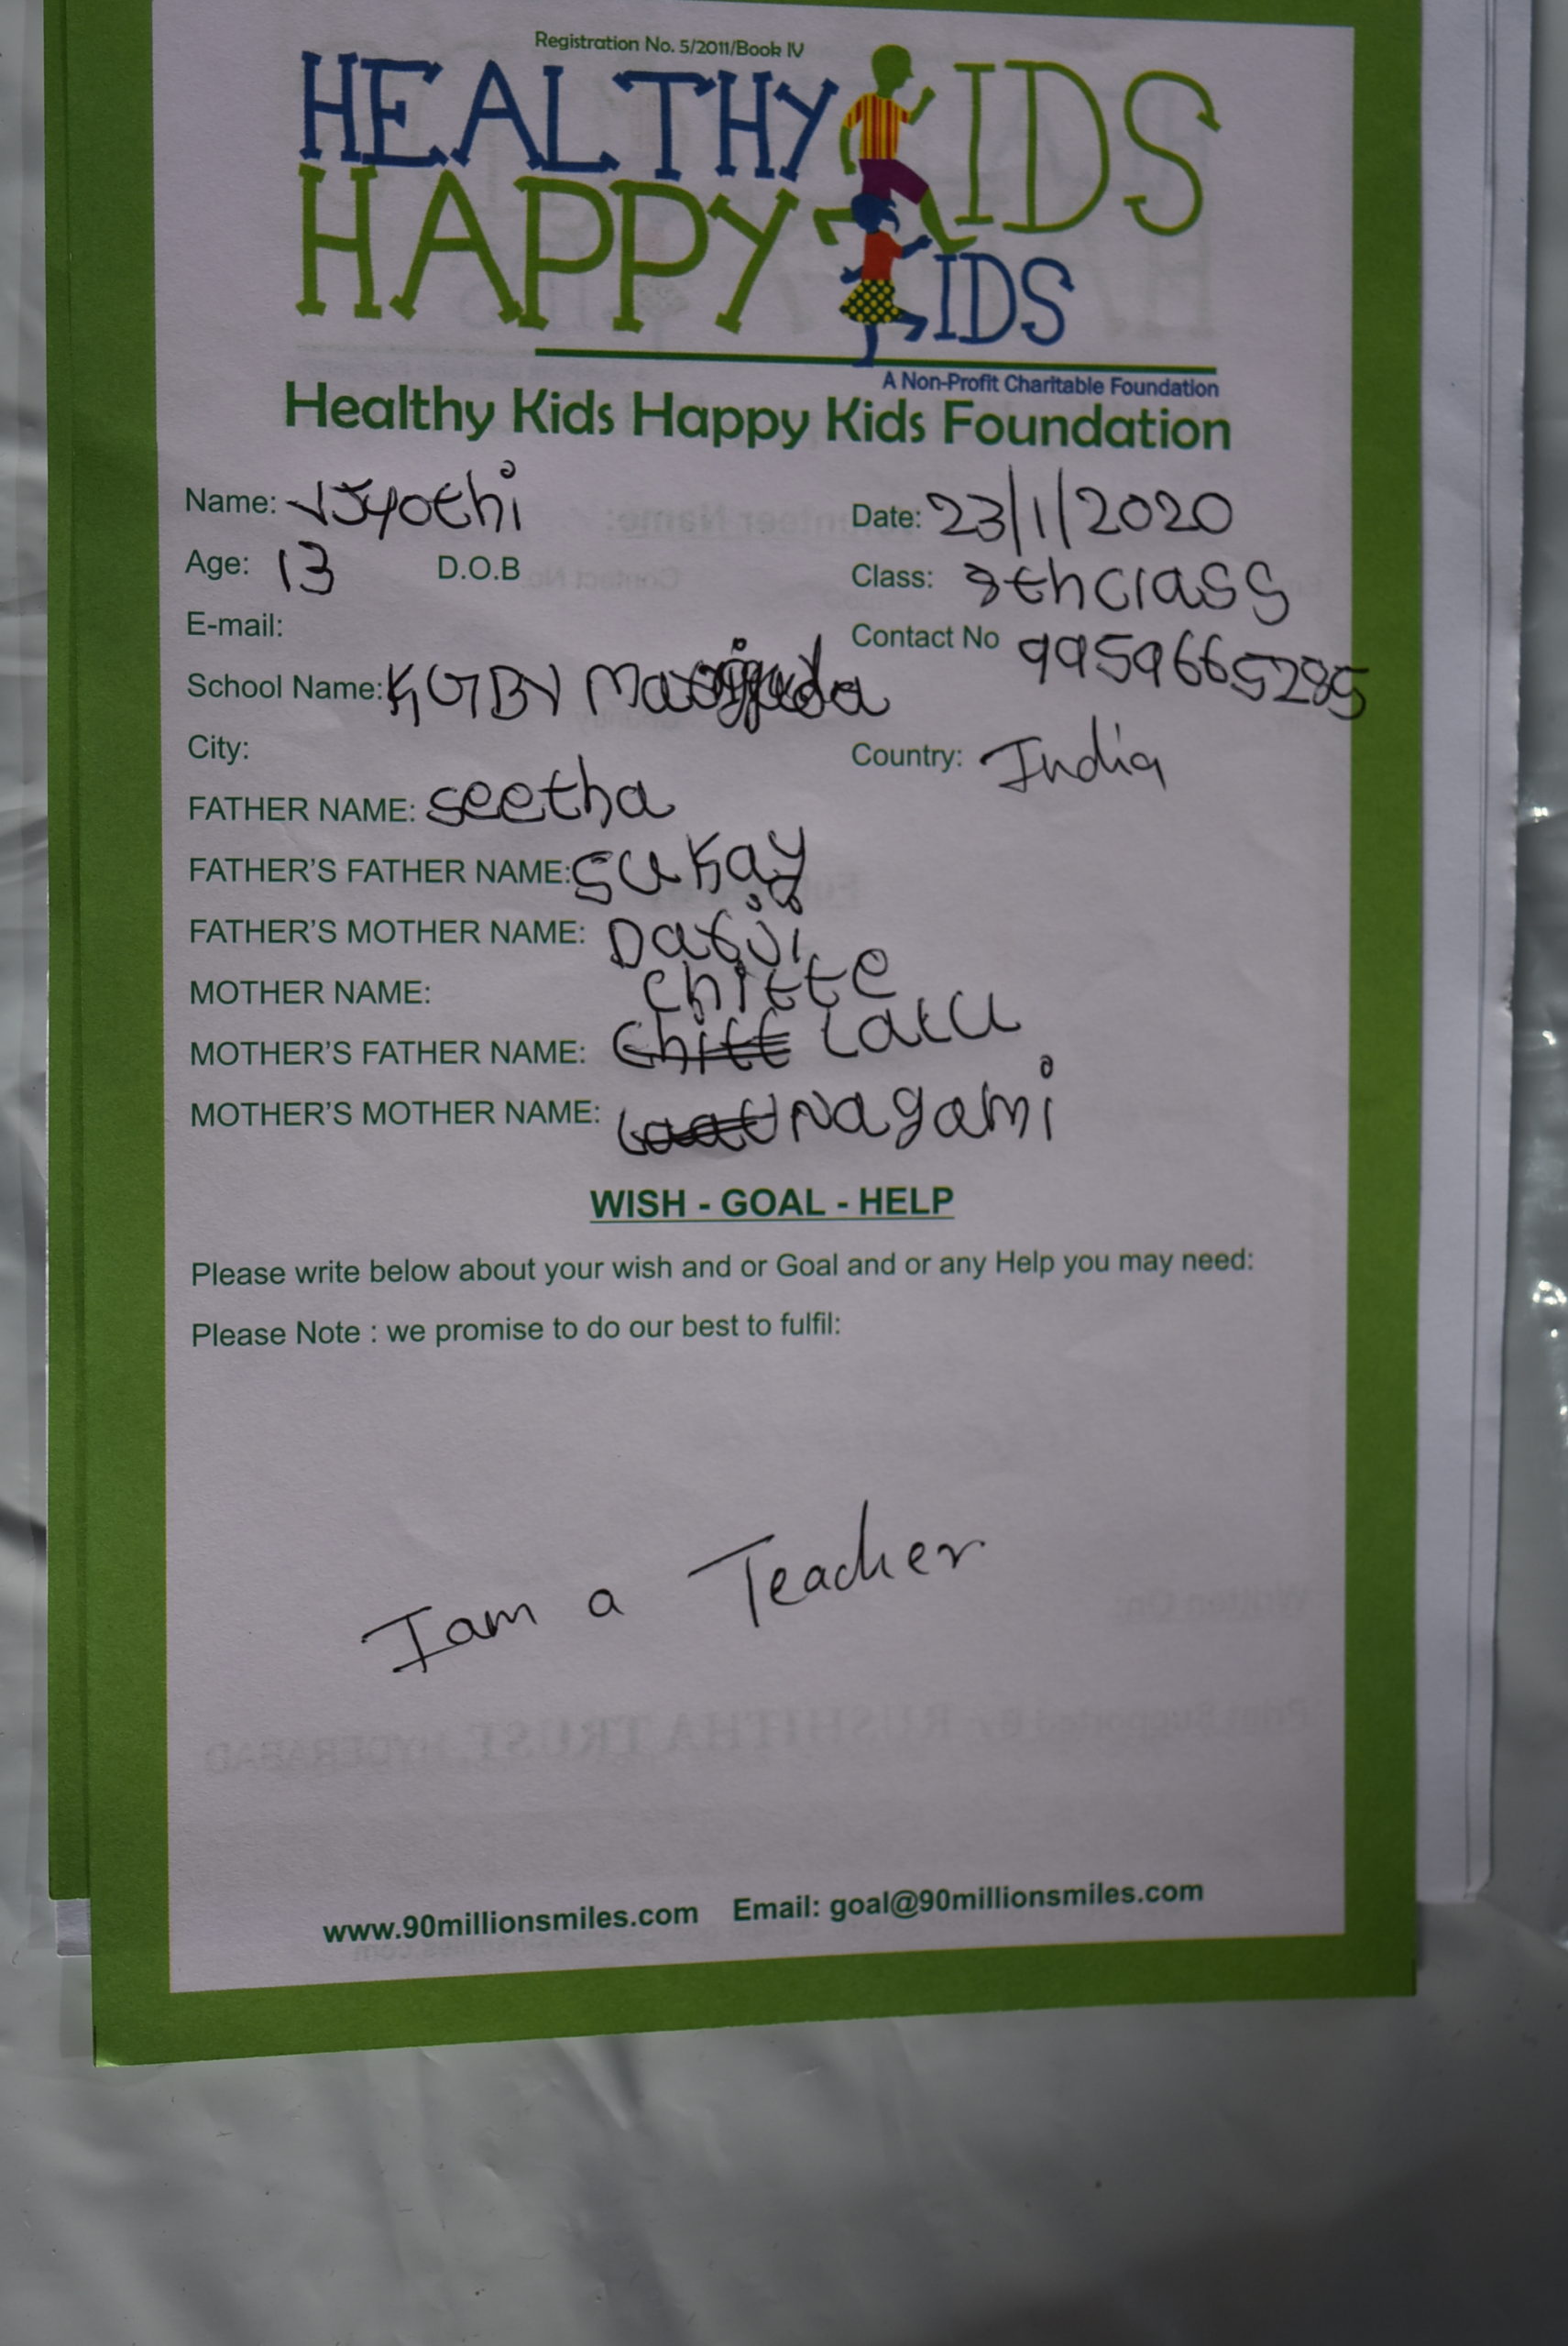 Registration No. 5/2011/Book IV
HEALTHY KIDS
HAPPY KIDS
A Non-Profit Charitable Foundation
Healthy Kids Happy Kids Foundation
Name: V Jyothi Date: 23/1/2020
Age: 13 D.O.B Class: 8th class
E-mail: Contact No 9959665285
School Name: KGBV
City: Country: India
FATHER NAME: seetha
FATHER'S FATHER NAME: SUKAY
FATHER'S MOTHER NAME: Darji
MOTHER NAME: chitte
MOTHER'S FATHER NAME: Lalu
MOTHER'S MOTHER NAME: Nagami
WISH - GOAL - HELP
Please write below about your wish and or Goal and or any Help you may need:
Please Note : we promise to do our best to fulfil:
I am a Teacher
www.90millionsmiles.com Email: goal@90millionsmiles.com